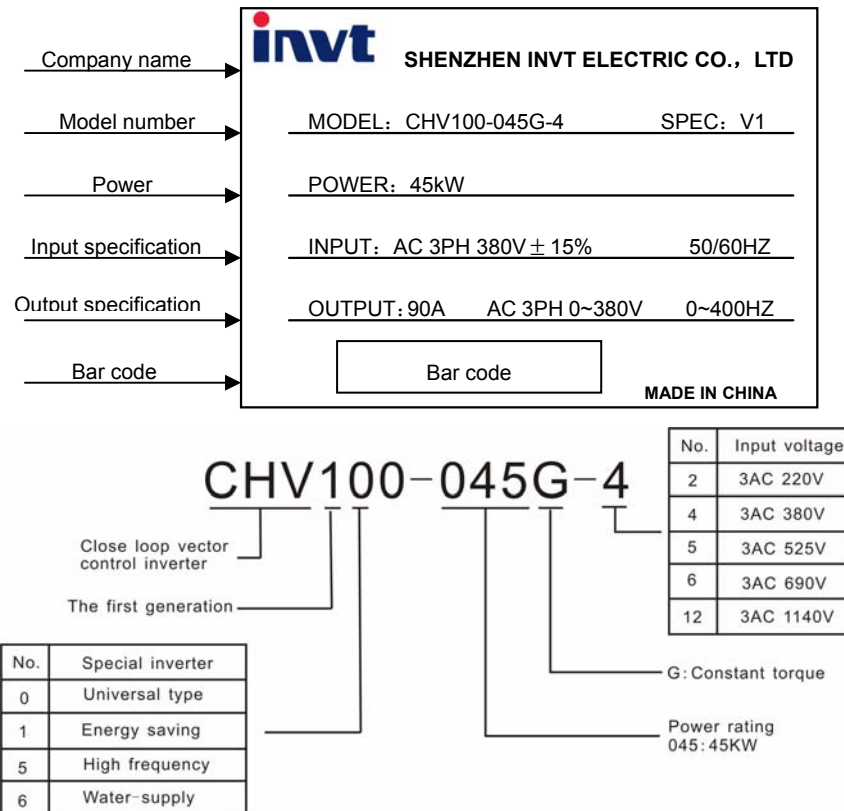 invt
SHENZHEN INVT ELECTRIC CO., LTD
Company name
Model number
MODEL: CHV100-045G-4 SPEC: V1
Power
POWER: 45kW
Input specification
INPUT: AC 3PH 380V ± 15% 50/60HZ
Output specification
OUTPUT: 90A AC 3PH 0~380V 0~400HZ
Bar code
Bar code
MADE IN CHINA
CHV100-045G-4
No. Input voltage
2 3AC 220V
4 3AC 380V
5 3AC 525V
6 3AC 690V
12 3AC 1140V
Close loop vector
control inverter
The first generation
No. Special inverter
0 Universal type
1 Energy saving
5 High frequency
6 Water-supply
G: Constant torque
Power rating
045: 45KW